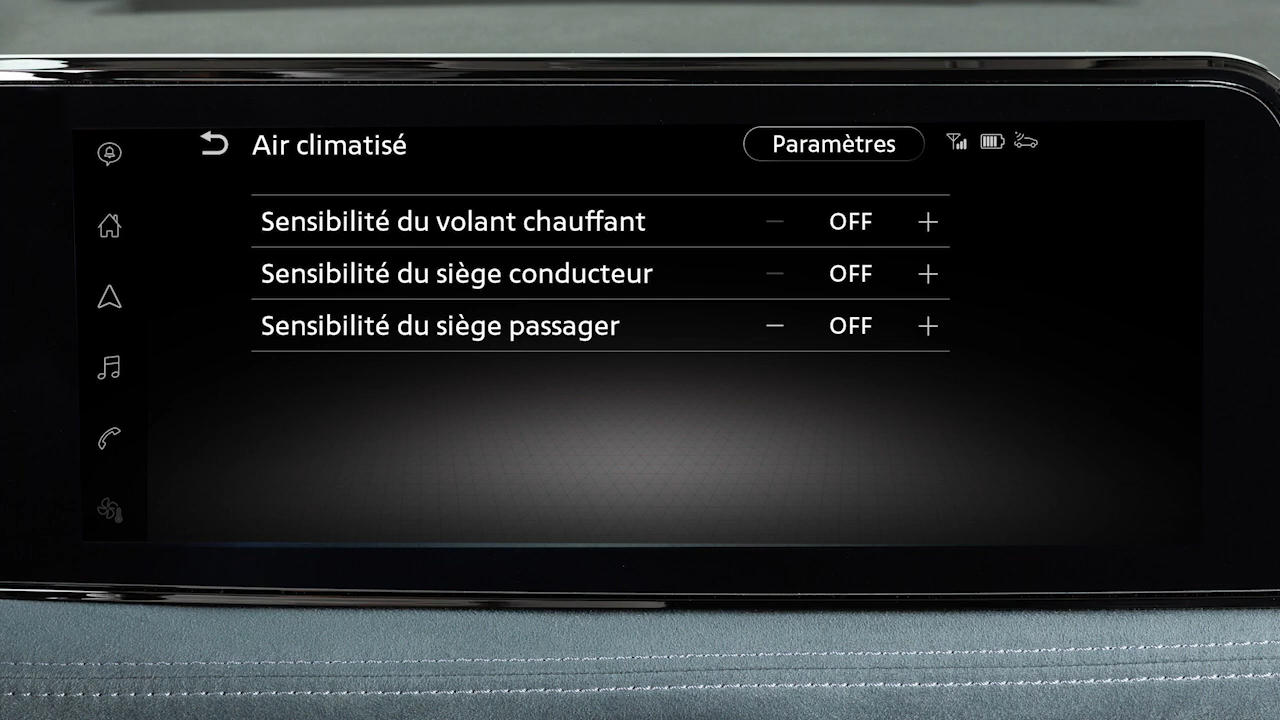 Air climatisé
Paramètres
Sensibilité du volant chauffant − OFF +
Sensibilité du siège conducteur − OFF +
Sensibilité du siège passager − OFF +